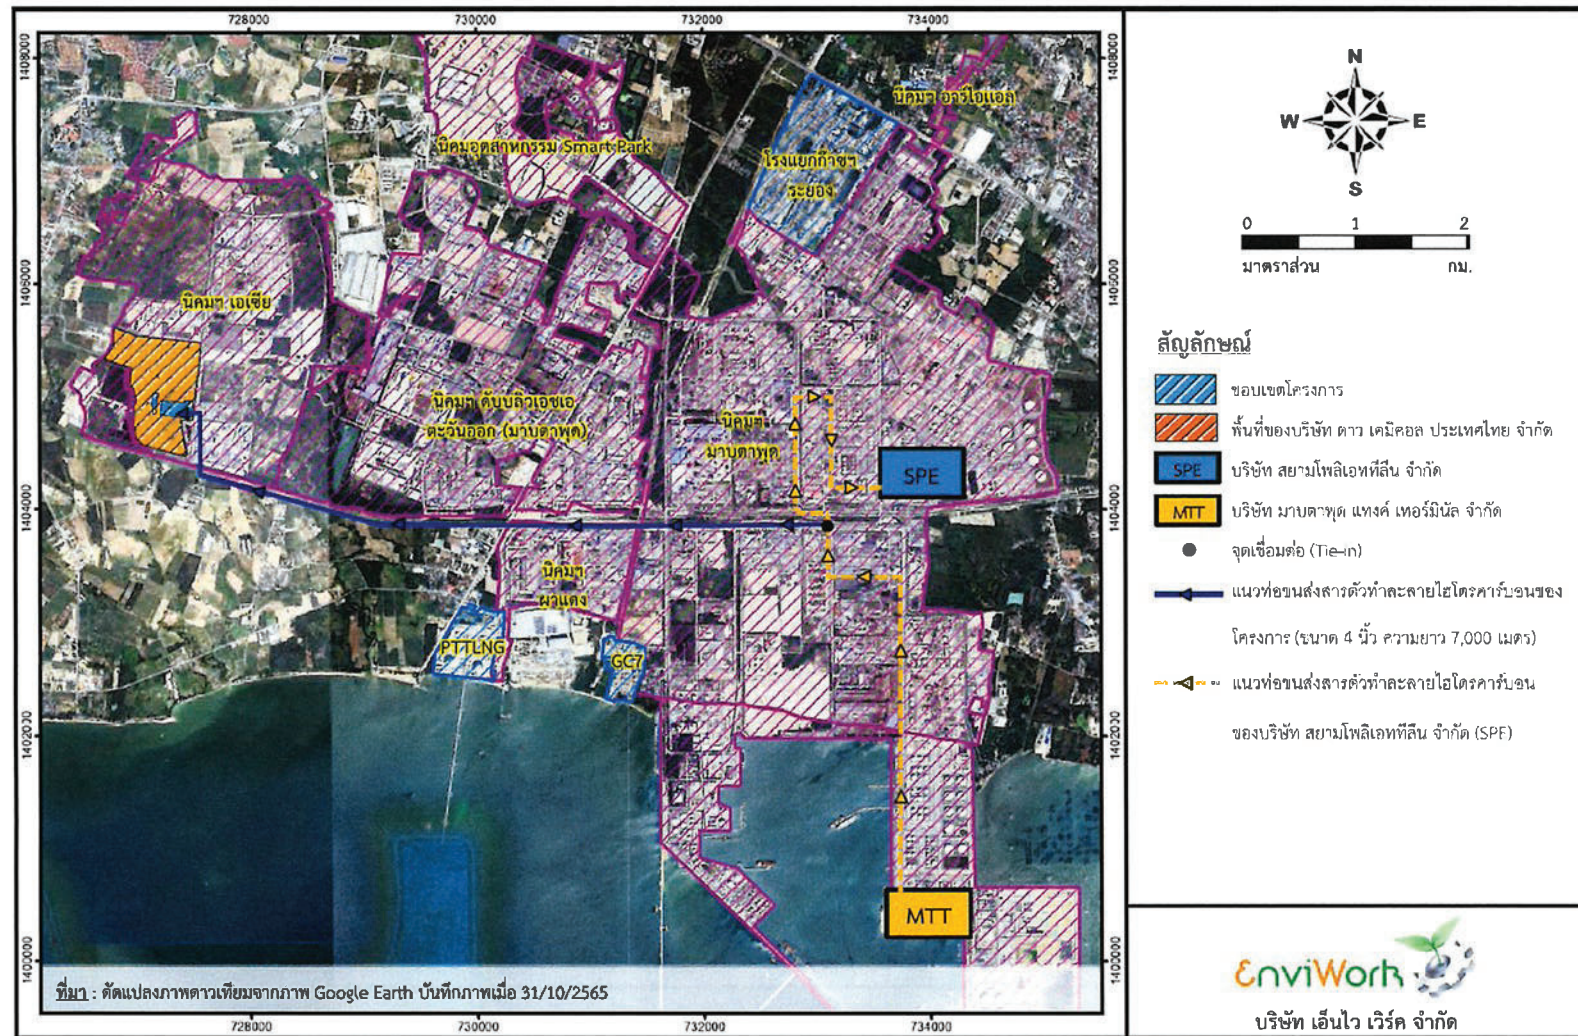 728000 730000 732000 734000
1408000 1408000
1406000 1406000
1404000 1404000
1402000 1402000
1400000 1400000
728000 730000 732000 734000
นิคมฯ อาร์ไอแอล
นิคมอุตสาหกรรม Smart Park
โรงแยกก๊าซฯ
ระยอง
นิคมฯ เอเชีย
นิคมฯ ดับบลิวเอชเอ
ตะวันออก (มาบตาพุด)
นิคมฯ
มาบตาพุด
SPE
นิคมฯ
ผาแดง
PTTLNG
GC7
MTT
ที่มา : ดัดแปลงภาพดาวเทียมจากภาพ Google Earth บันทึกภาพเมื่อ 31/10/2565
N
W E
S
0 1 2
มาตราส่วน กม.
สัญลักษณ์
ขอบเขตโครงการ
พื้นที่ของบริษัท ดาว เคมิคอล ประเทศไทย จำกัด
SPE บริษัท สยามโพลิเอททีลีน จำกัด
MTT บริษัท มาบตาพุด แทงค์ เทอร์มินัล จำกัด
จุดเชื่อมต่อ (Tie-in)
แนวท่อขนส่งสารตัวทำละลายไฮโดรคาร์บอนของ
โครงการ (ขนาด 4 นิ้ว ความยาว 7,000 เมตร)
แนวท่อขนส่งสารตัวทำละลายไฮโดรคาร์บอน
ของบริษัท สยามโพลิเอททีลีน จำกัด (SPE)
EnviWork
บริษัท เอ็นไว เวิร์ค จำกัด